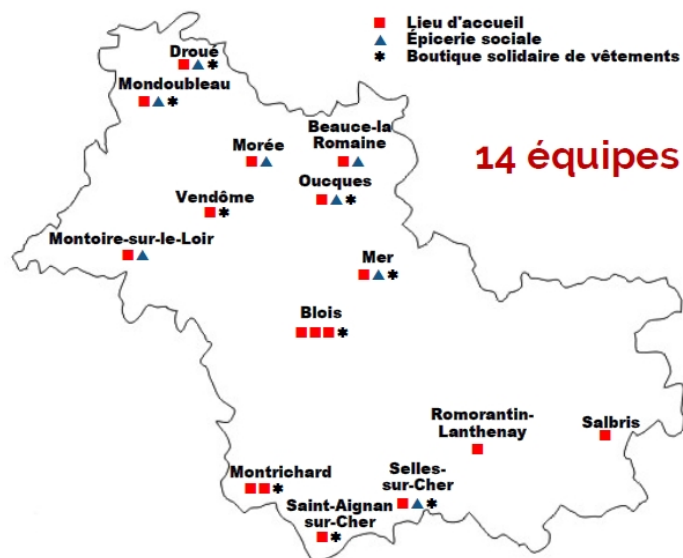 Lieu d'accueil
Épicerie sociale
Boutique solidaire de vêtements
14 équipes
Droué
Mondoubleau
Morée
Beauce-la
Romaine
Oucques
Vendôme
Montoire-sur-le-Loir
Mer
Blois
Romorantin-
Lanthenay
Salbris
Montrichard
Selles-
sur-Cher
Saint-Aignan
sur-Cher